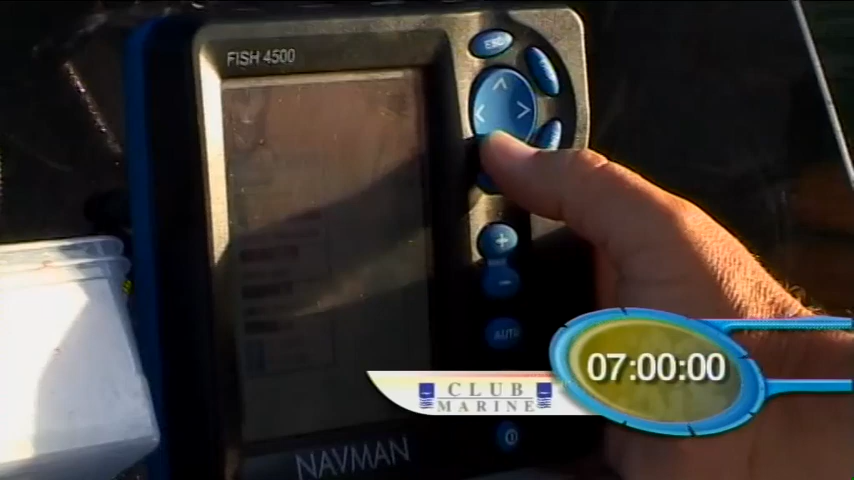 FISH 4500
ESC
+
-
AUTO
07:00:00
CLUB
MARINE
NAVMAN